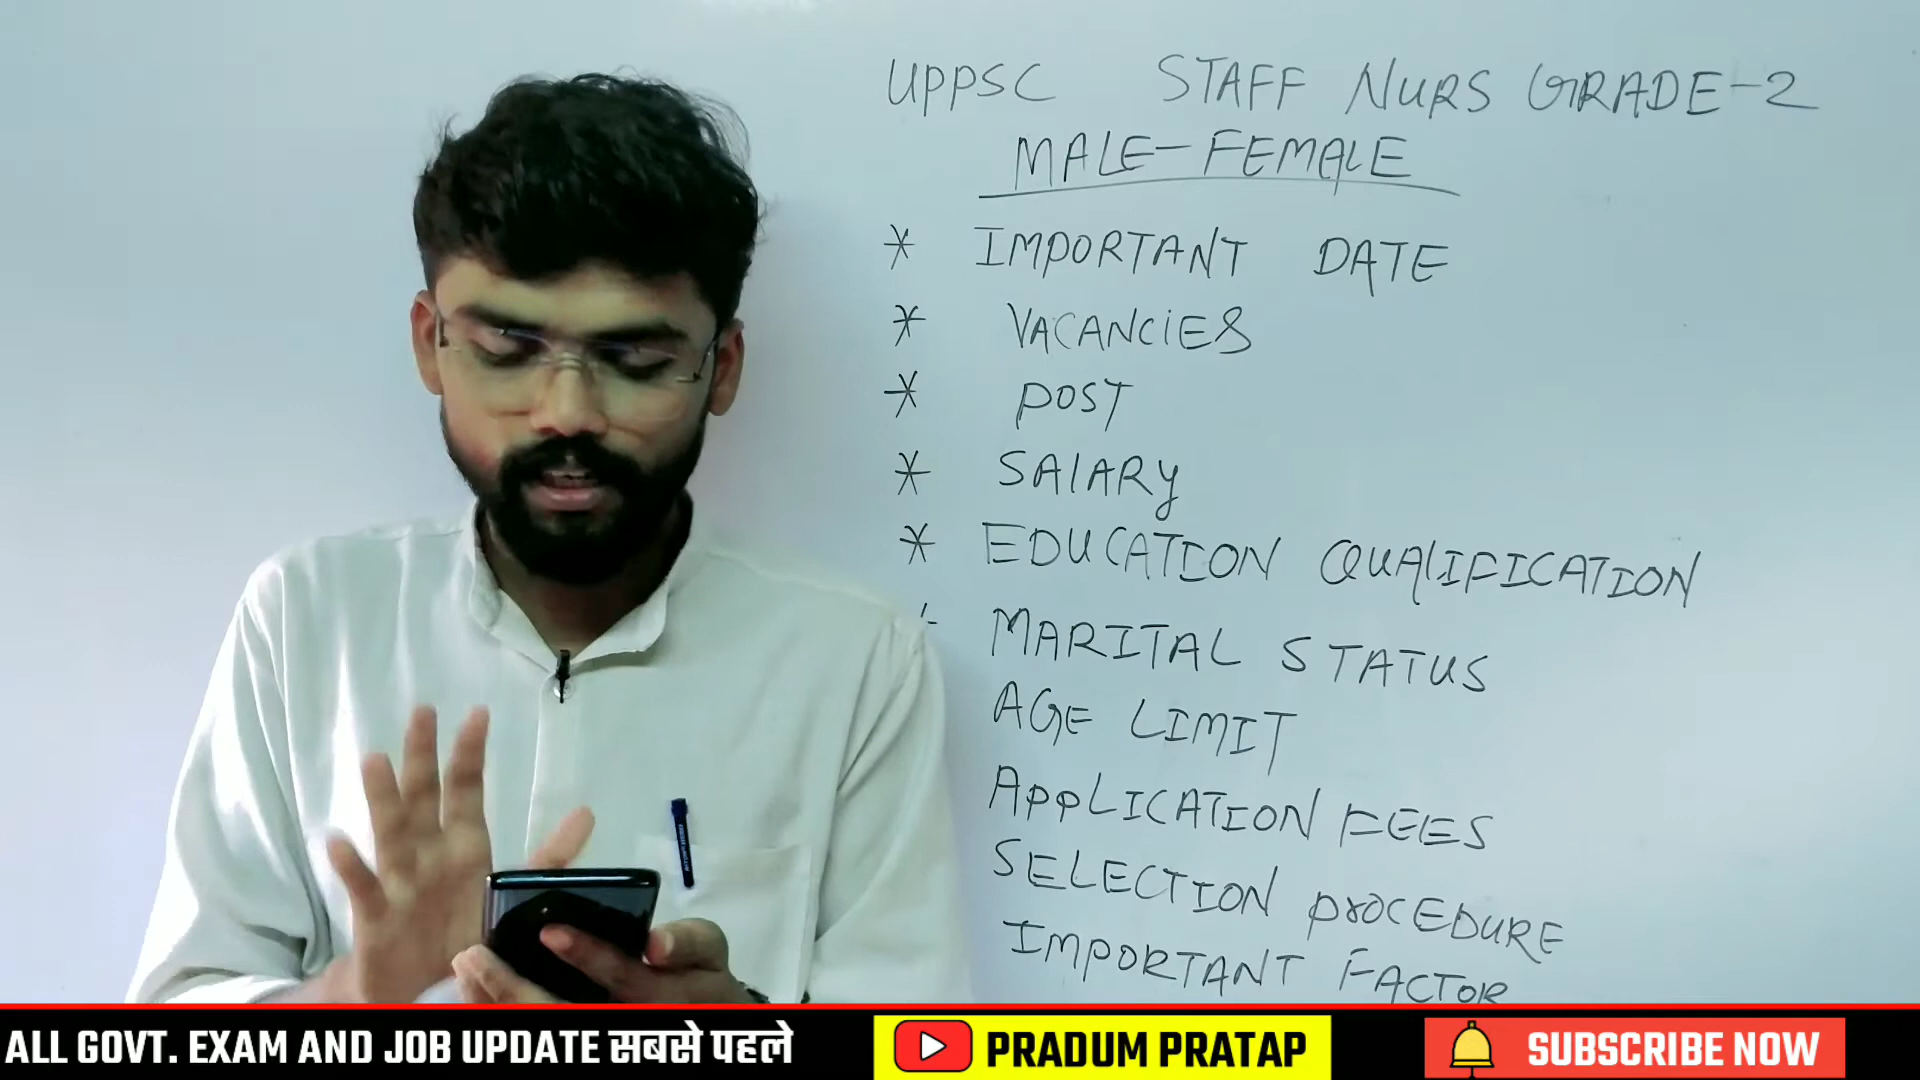 UPPSC STAFF NURS GRADE-2
MALE-FEMALE
* IMPORTANT DATE
* VACANCIES
* POST
* SALARY
* EDUCATION QUALIFICATION
MARITAL STATUS
AGE LIMIT
APPLICATION FEES
SELECTION PROCEDURE
IMPORTANT FACTOR
ALL GOVT. EXAM AND JOB UPDATE सबसे पहले
PRADUM PRATAP
SUBSCRIBE NOW